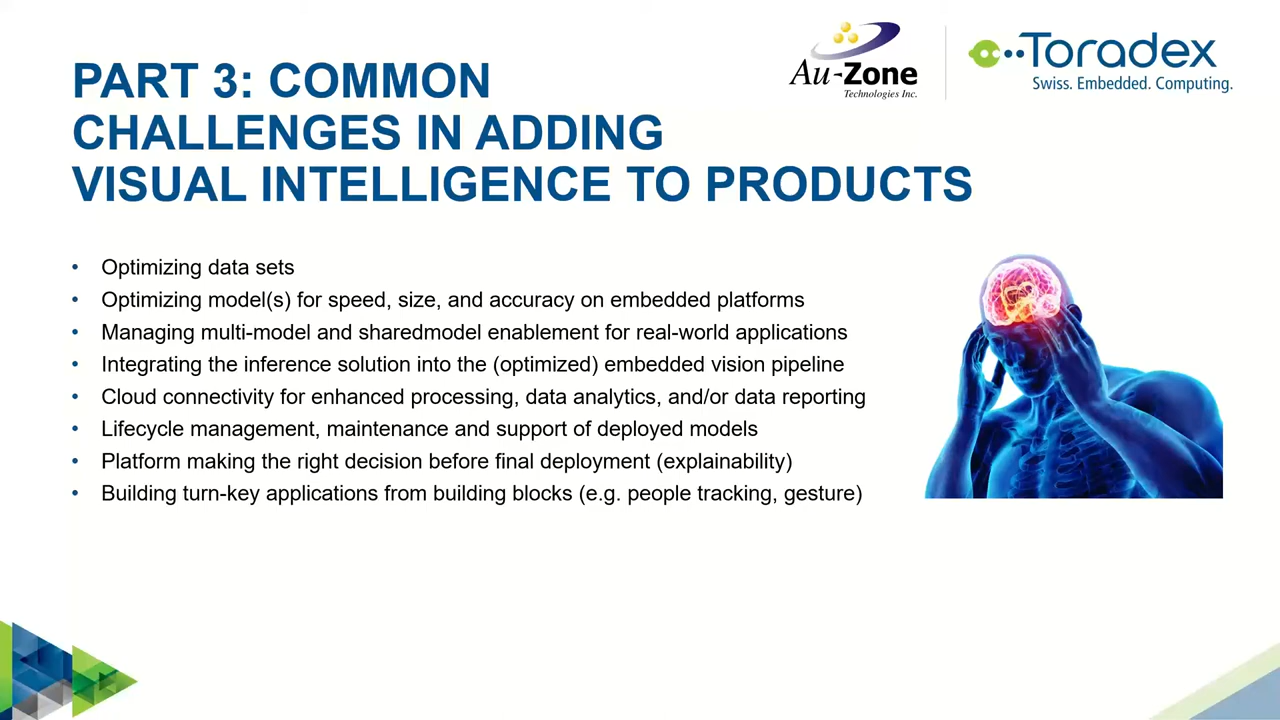 Au-Zone
Technologies Inc.
Toradex
Swiss. Embedded. Computing.
PART 3: COMMON
CHALLENGES IN ADDING
VISUAL INTELLIGENCE TO PRODUCTS
• Optimizing data sets
• Optimizing model(s) for speed, size, and accuracy on embedded platforms
• Managing multi-model and sharedmodel enablement for real-world applications
• Integrating the inference solution into the (optimized) embedded vision pipeline
• Cloud connectivity for enhanced processing, data analytics, and/or data reporting
• Lifecycle management, maintenance and support of deployed models
• Platform making the right decision before final deployment (explainability)
• Building turn-key applications from building blocks (e.g. people tracking, gesture)